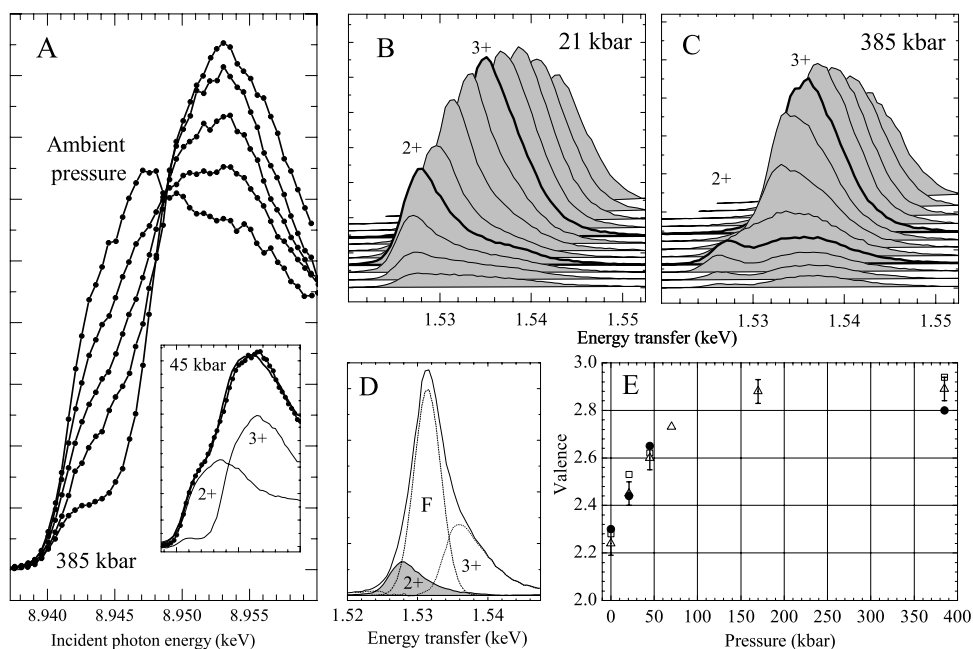 A
Ambient
pressure
385 kbar
45 kbar
3+
2+
8.940 8.945 8.950 8.955
Incident photon energy (keV)
B
21 kbar
3+
2+
1.53 1.54 1.55
C
385 kbar
3+
2+
1.53 1.54 1.55
Energy transfer (keV)
D
F
2+
3+
1.52 1.53 1.54
Energy transfer (keV)
E
3.0
2.8
2.6
2.4
2.2
2.0
Valence
0 50 100 150 200 250 300 350 400
Pressure (kbar)